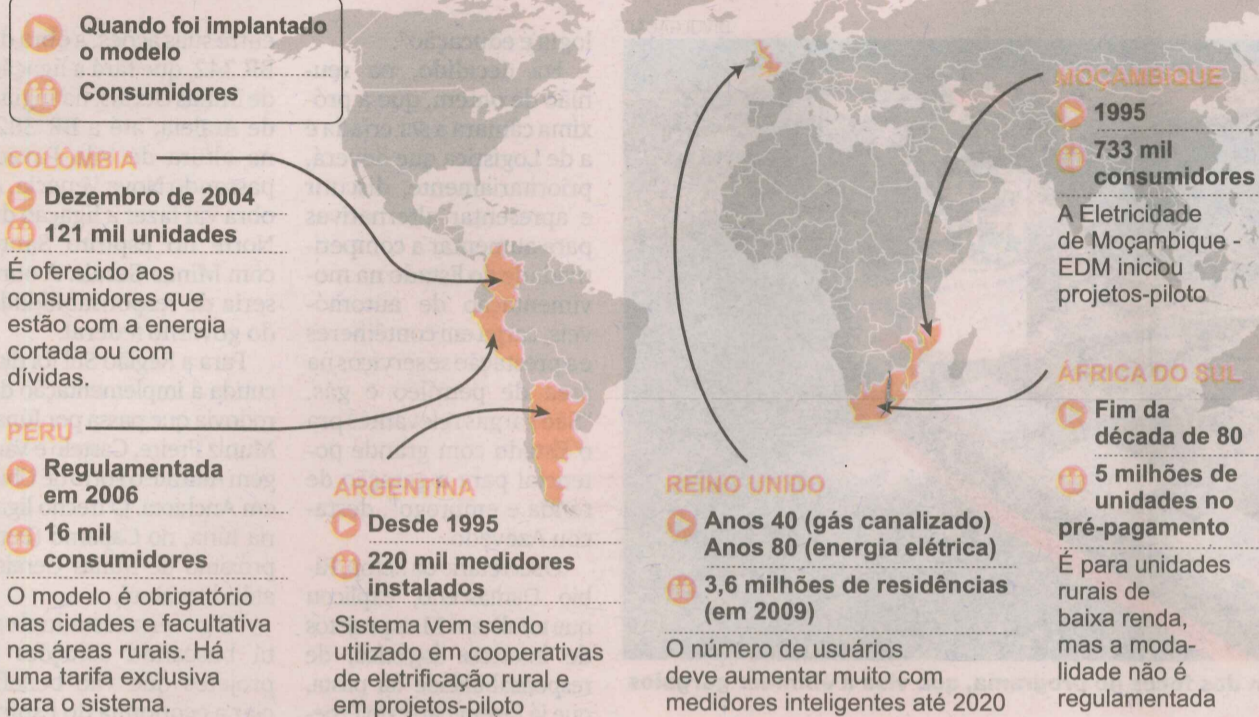 Quando foi implantado
o modelo
Consumidores
COLÔMBIA
Dezembro de 2004
121 mil unidades
É oferecido aos
consumidores que
estão com a energia
cortada ou com
dívidas.
PERU
Regulamentada
em 2006
16 mil
consumidores
O modelo é obrigatório
nas cidades e facultativa
nas áreas rurais. Há
uma tarifa exclusiva
para o sistema.
ARGENTINA
Desde 1995
220 mil medidores
instalados
Sistema vem sendo
utilizado em cooperativas
de eletrificação rural e
em projetos-piloto
REINO UNIDO
Anos 40 (gás canalizado)
Anos 80 (energia elétrica)
3,6 milhões de residências
(em 2009)
O número de usuários
deve aumentar muito com
medidores inteligentes até 2020
MOÇAMBIQUE
1995
733 mil
consumidores
A Eletricidade
de Moçambique -
EDM iniciou
projetos-piloto
ÁFRICA DO SUL
Fim da
década de 80
5 milhões de
unidades no
pré-pagamento
É para unidades
rurais de
baixa renda,
mas a moda-
lidade não é
regulamentada